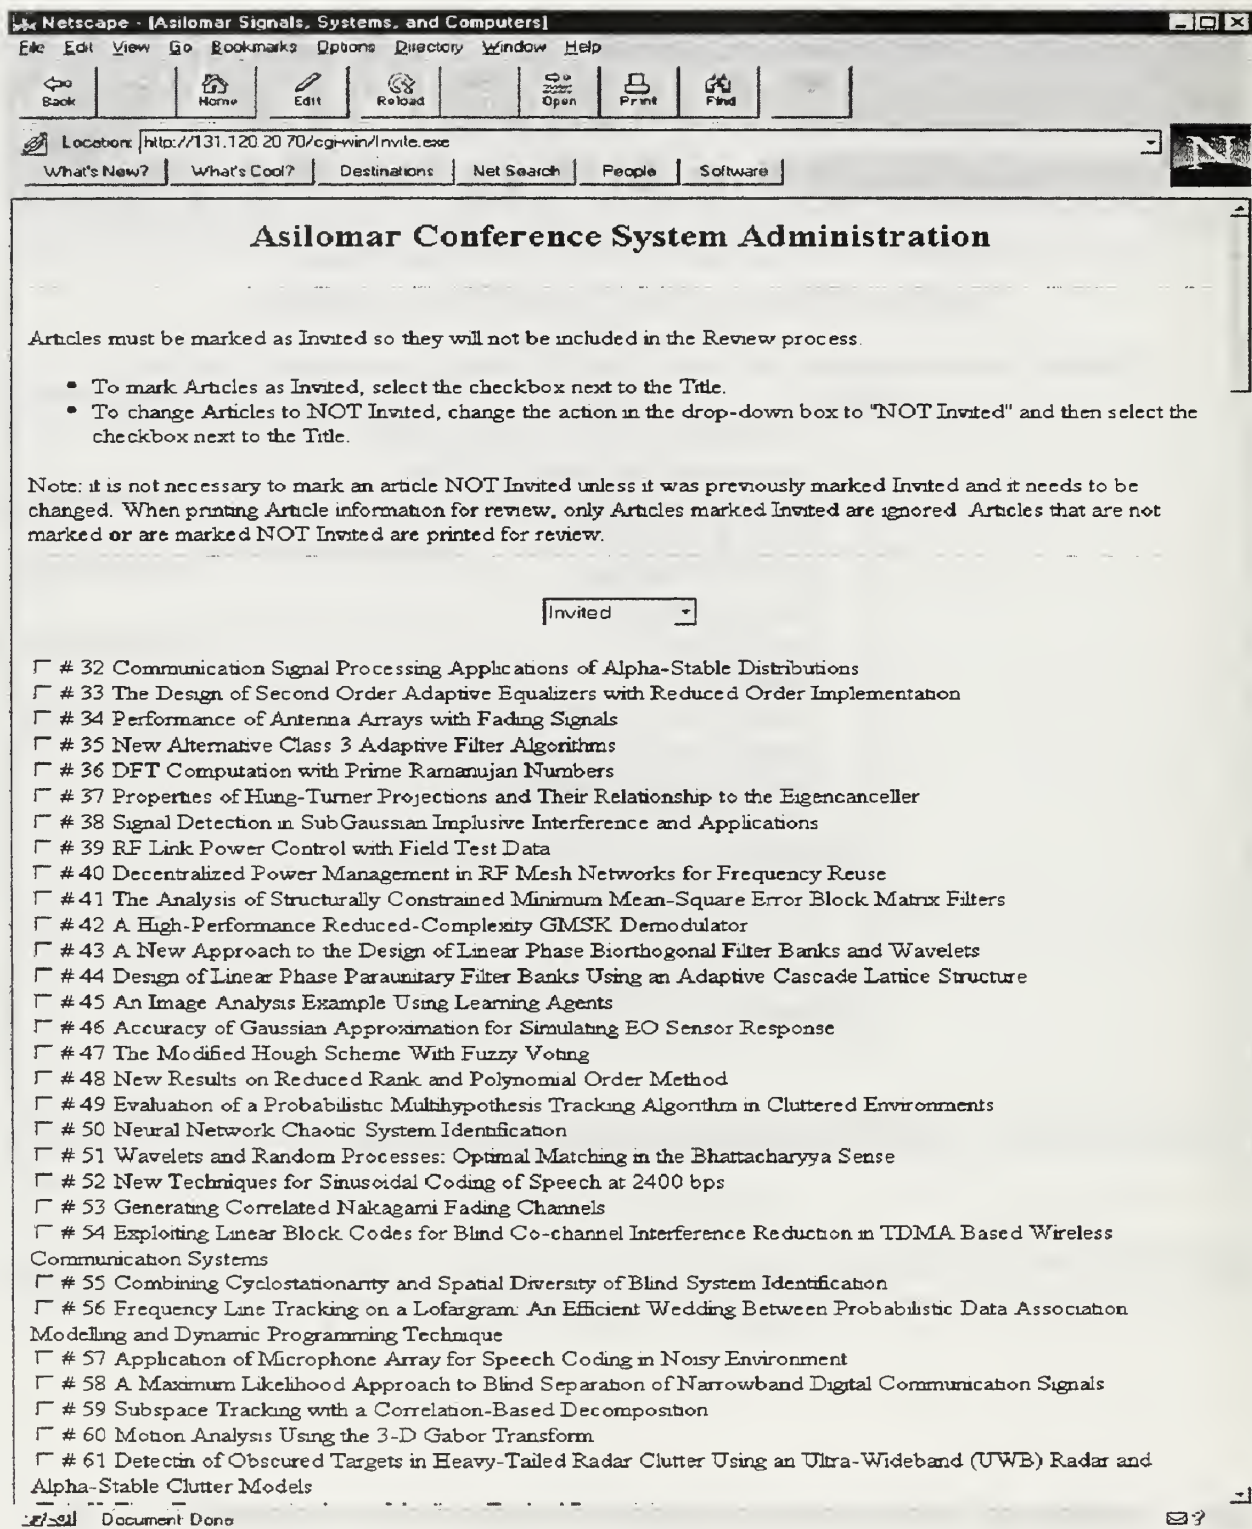 Netscape - [Asilomar Signals, Systems, and Computers]
File Edit View Go Bookmarks Options Directory Window Help
Back Home Edit Reload Open Print Find
Location: http://131.120.20.70/cgi-win/Invite.exe
What's New? What's Cool? Destinations Net Search People Software
Asilomar Conference System Administration
Articles must be marked as Invited so they will not be included in the Review process.
• To mark Articles as Invited, select the checkbox next to the Title.
• To change Articles to NOT Invited, change the action in the drop-down box to "NOT Invited" and then select the
checkbox next to the Title.
Note: it is not necessary to mark an article NOT Invited unless it was previously marked Invited and it needs to be
changed. When printing Article information for review, only Articles marked Invited are ignored. Articles that are not
marked or are marked NOT Invited are printed for review.
Invited
# 32 Communication Signal Processing Applications of Alpha-Stable Distributions
# 33 The Design of Second Order Adaptive Equalizers with Reduced Order Implementation
# 34 Performance of Antenna Arrays with Fading Signals
# 35 New Alternative Class 3 Adaptive Filter Algorithms
# 36 DFT Computation with Prime Ramanujan Numbers
# 37 Properties of Hung-Turner Projections and Their Relationship to the Eigencanceller
# 38 Signal Detection in SubGaussian Implusive Interference and Applications
# 39 RF Link Power Control with Field Test Data
# 40 Decentralized Power Management in RF Mesh Networks for Frequency Reuse
# 41 The Analysis of Structurally Constrained Minimum Mean-Square Error Block Matrix Filters
# 42 A High-Performance Reduced-Complexity GMSK Demodulator
# 43 A New Approach to the Design of Linear Phase Biorthogonal Filter Banks and Wavelets
# 44 Design of Linear Phase Paraunitary Filter Banks Using an Adaptive Cascade Lattice Structure
# 45 An Image Analysis Example Using Learning Agents
# 46 Accuracy of Gaussian Approximation for Simulating EO Sensor Response
# 47 The Modified Hough Scheme With Fuzzy Voting
# 48 New Results on Reduced Rank and Polynomial Order Method
# 49 Evaluation of a Probabilistic Multihypothesis Tracking Algorithm in Cluttered Environments
# 50 Neural Network Chaotic System Identification
# 51 Wavelets and Random Processes: Optimal Matching in the Bhattacharyya Sense
# 52 New Techniques for Sinusoidal Coding of Speech at 2400 bps
# 53 Generating Correlated Nakagami Fading Channels
# 54 Exploiting Linear Block Codes for Blind Co-channel Interference Reduction in TDMA Based Wireless
Communication Systems
# 55 Combining Cyclostationarity and Spatial Diversity of Blind System Identification
# 56 Frequency Line Tracking on a Lofargram: An Efficient Wedding Between Probabilistic Data Association
Modelling and Dynamic Programming Technique
# 57 Application of Microphone Array for Speech Coding in Noisy Environment
# 58 A Maximum Likelihood Approach to Blind Separation of Narrowband Digital Communication Signals
# 59 Subspace Tracking with a Correlation-Based Decomposition
# 60 Motion Analysis Using the 3-D Gabor Transform
# 61 Detectin of Obscured Targets in Heavy-Tailed Radar Clutter Using an Ultra-Wideband (UWB) Radar and
Alpha-Stable Clutter Models
Document: Done